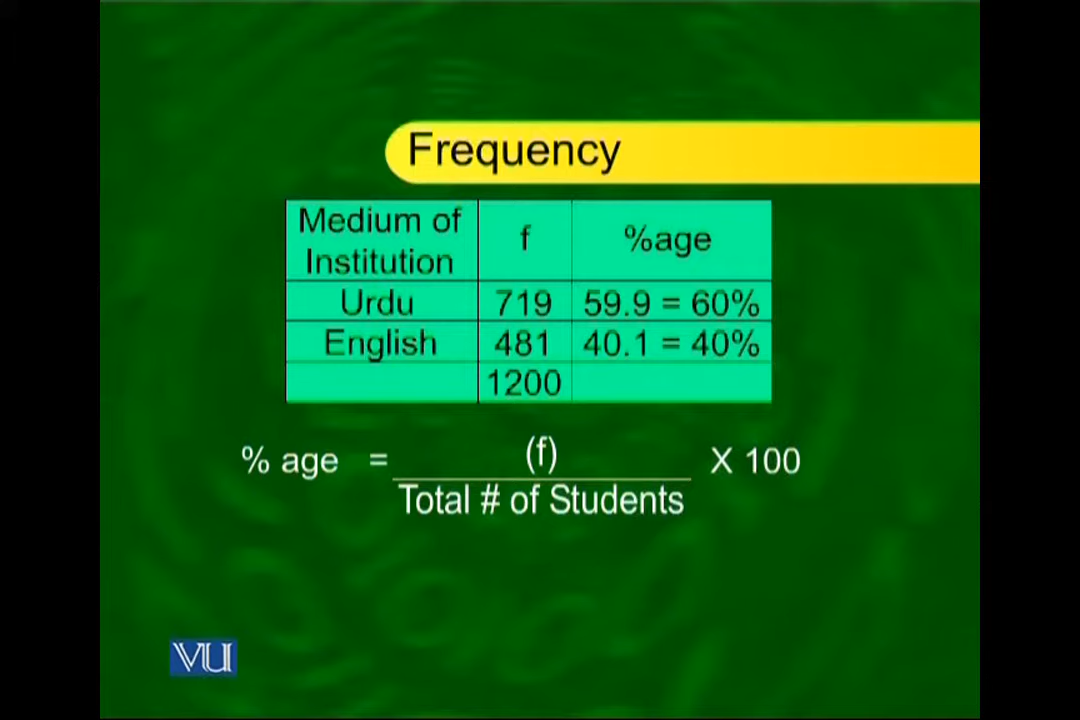 Frequency
Medium of Institution f %age
Urdu 719 59.9 = 60%
English 481 40.1 = 40%
1200
% age = (f) X 100
Total # of Students
VU